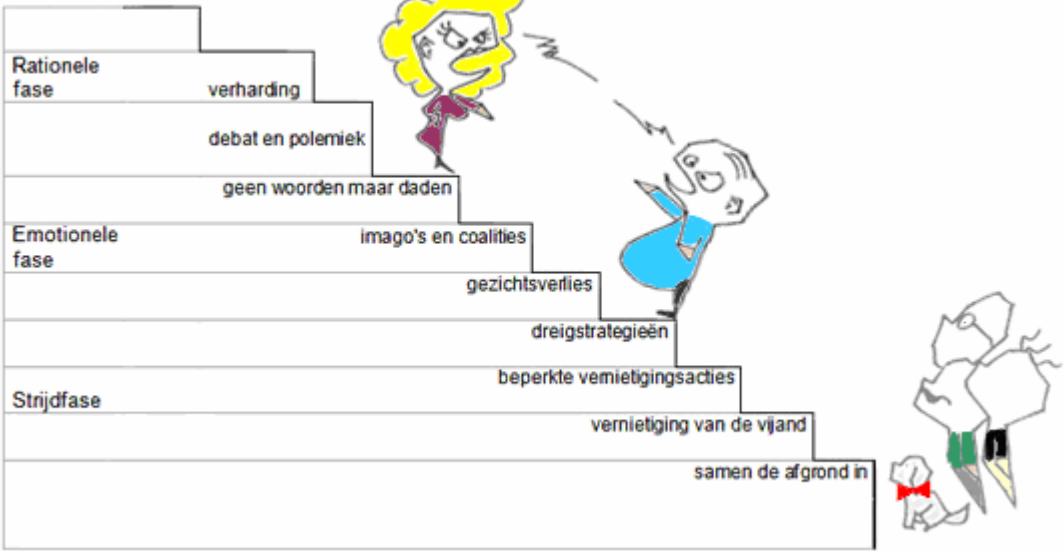 Rationele
fase
verharding
debat en polemiek
geen woorden maar daden
Emotionele
fase
imago's en coalities
gezichtsverlies
dreigstrategieën
beperkte vernietigingsacties
Strijdfase
vernietiging van de vijand
samen de afgrond in